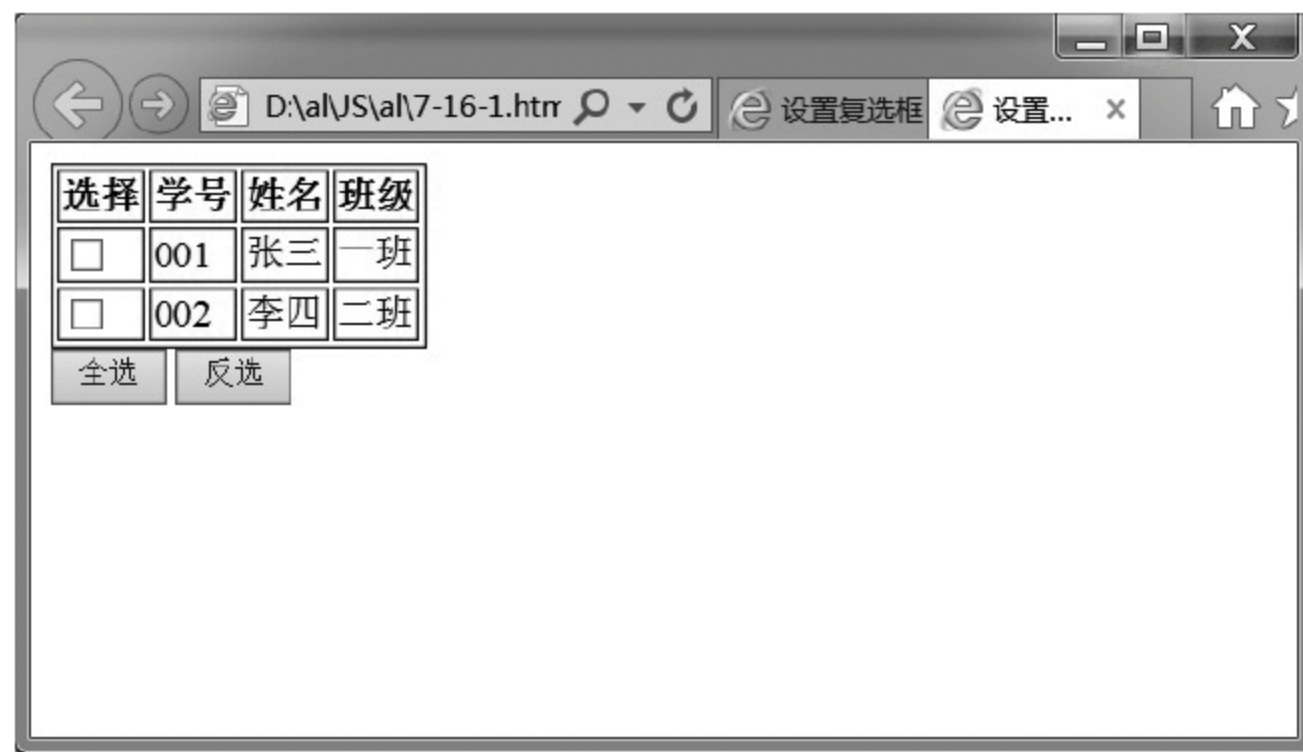 D:\al\JS\al\7-16-1.htm 设置复选框 设置...
选择 学号 姓名 班级
001 张三 一班
002 李四 二班
全选 反选